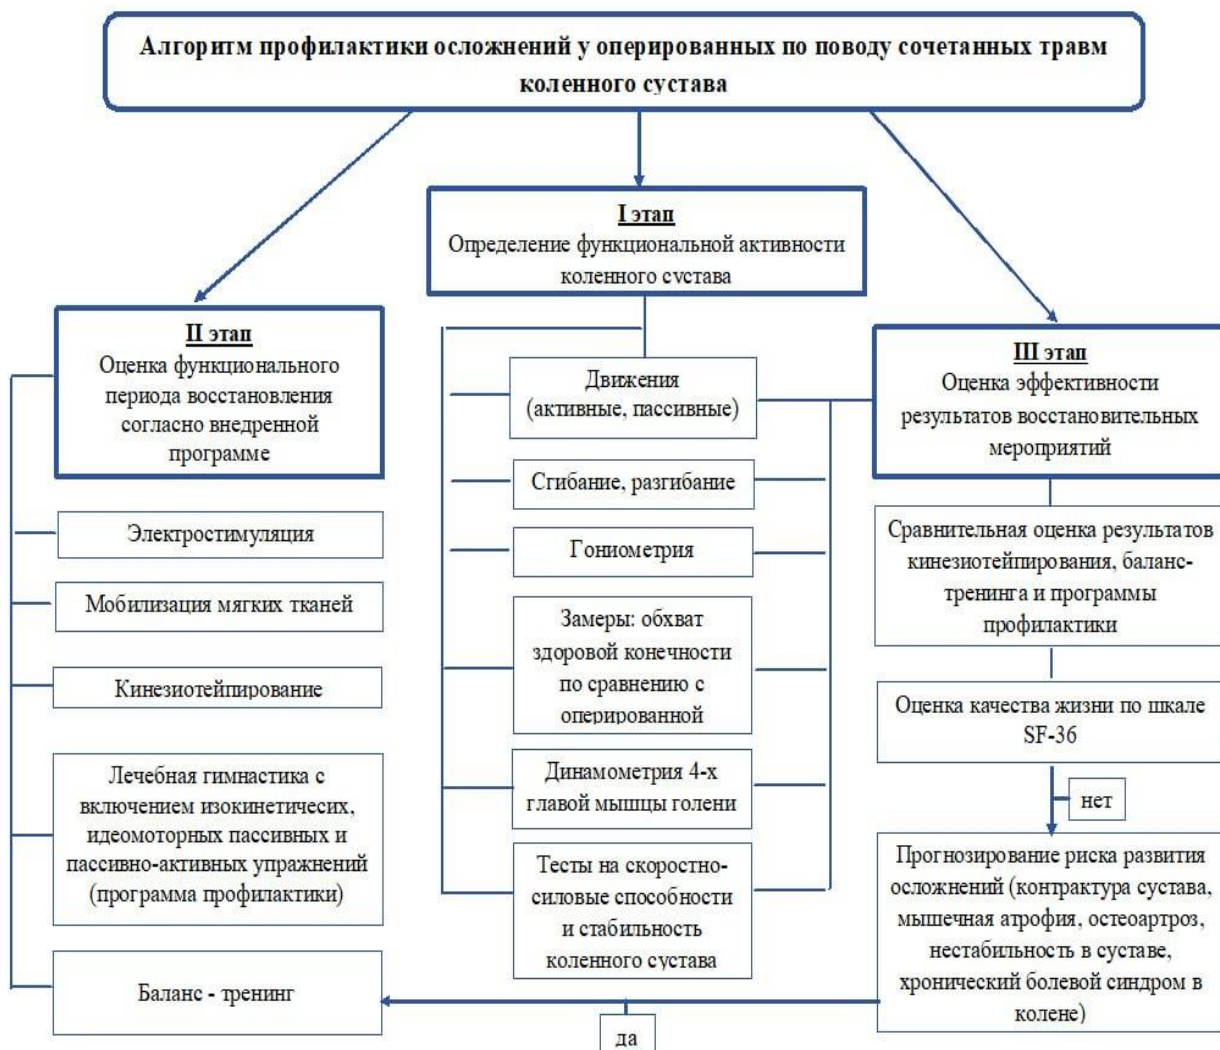 Алгоритм профилактики осложнений у оперированных по поводу сочетанных травм
коленного сустава
I этап
Определение функциональной активности
коленного сустава
II этап
Оценка функционального
периода восстановления
согласно внедренной
программе
Электростимуляция
Мобилизация мягких тканей
Кинезиотейпирование
Лечебная гимнастика с
включением изокинетичесих,
идеомоторных пассивных и
пассивно-активных упражнений
(программа профилактики)
Баланс - тренинг
Движения
(активные, пассивные)
Сгибание, разгибание
Гониометрия
Замеры: обхват
здоровой конечности
по сравнению с
оперированной
Динамометрия 4-х
главой мышцы голени
Тесты на скоростно-
силовые способности
и стабильность
коленного сустава
III этап
Оценка эффективности
результатов восстановительных
мероприятий
Сравнительная оценка результатов
кинезиотейпирования, баланс-
тренинга и программы
профилактики
Оценка качества жизни по шкале
SF-36
нет
Прогнозирование риска развития
осложнений (контрактура сустава,
мышечная атрофия, остеоартроз,
нестабильность в суставе,
хронический болевой синдром в
колене)
да